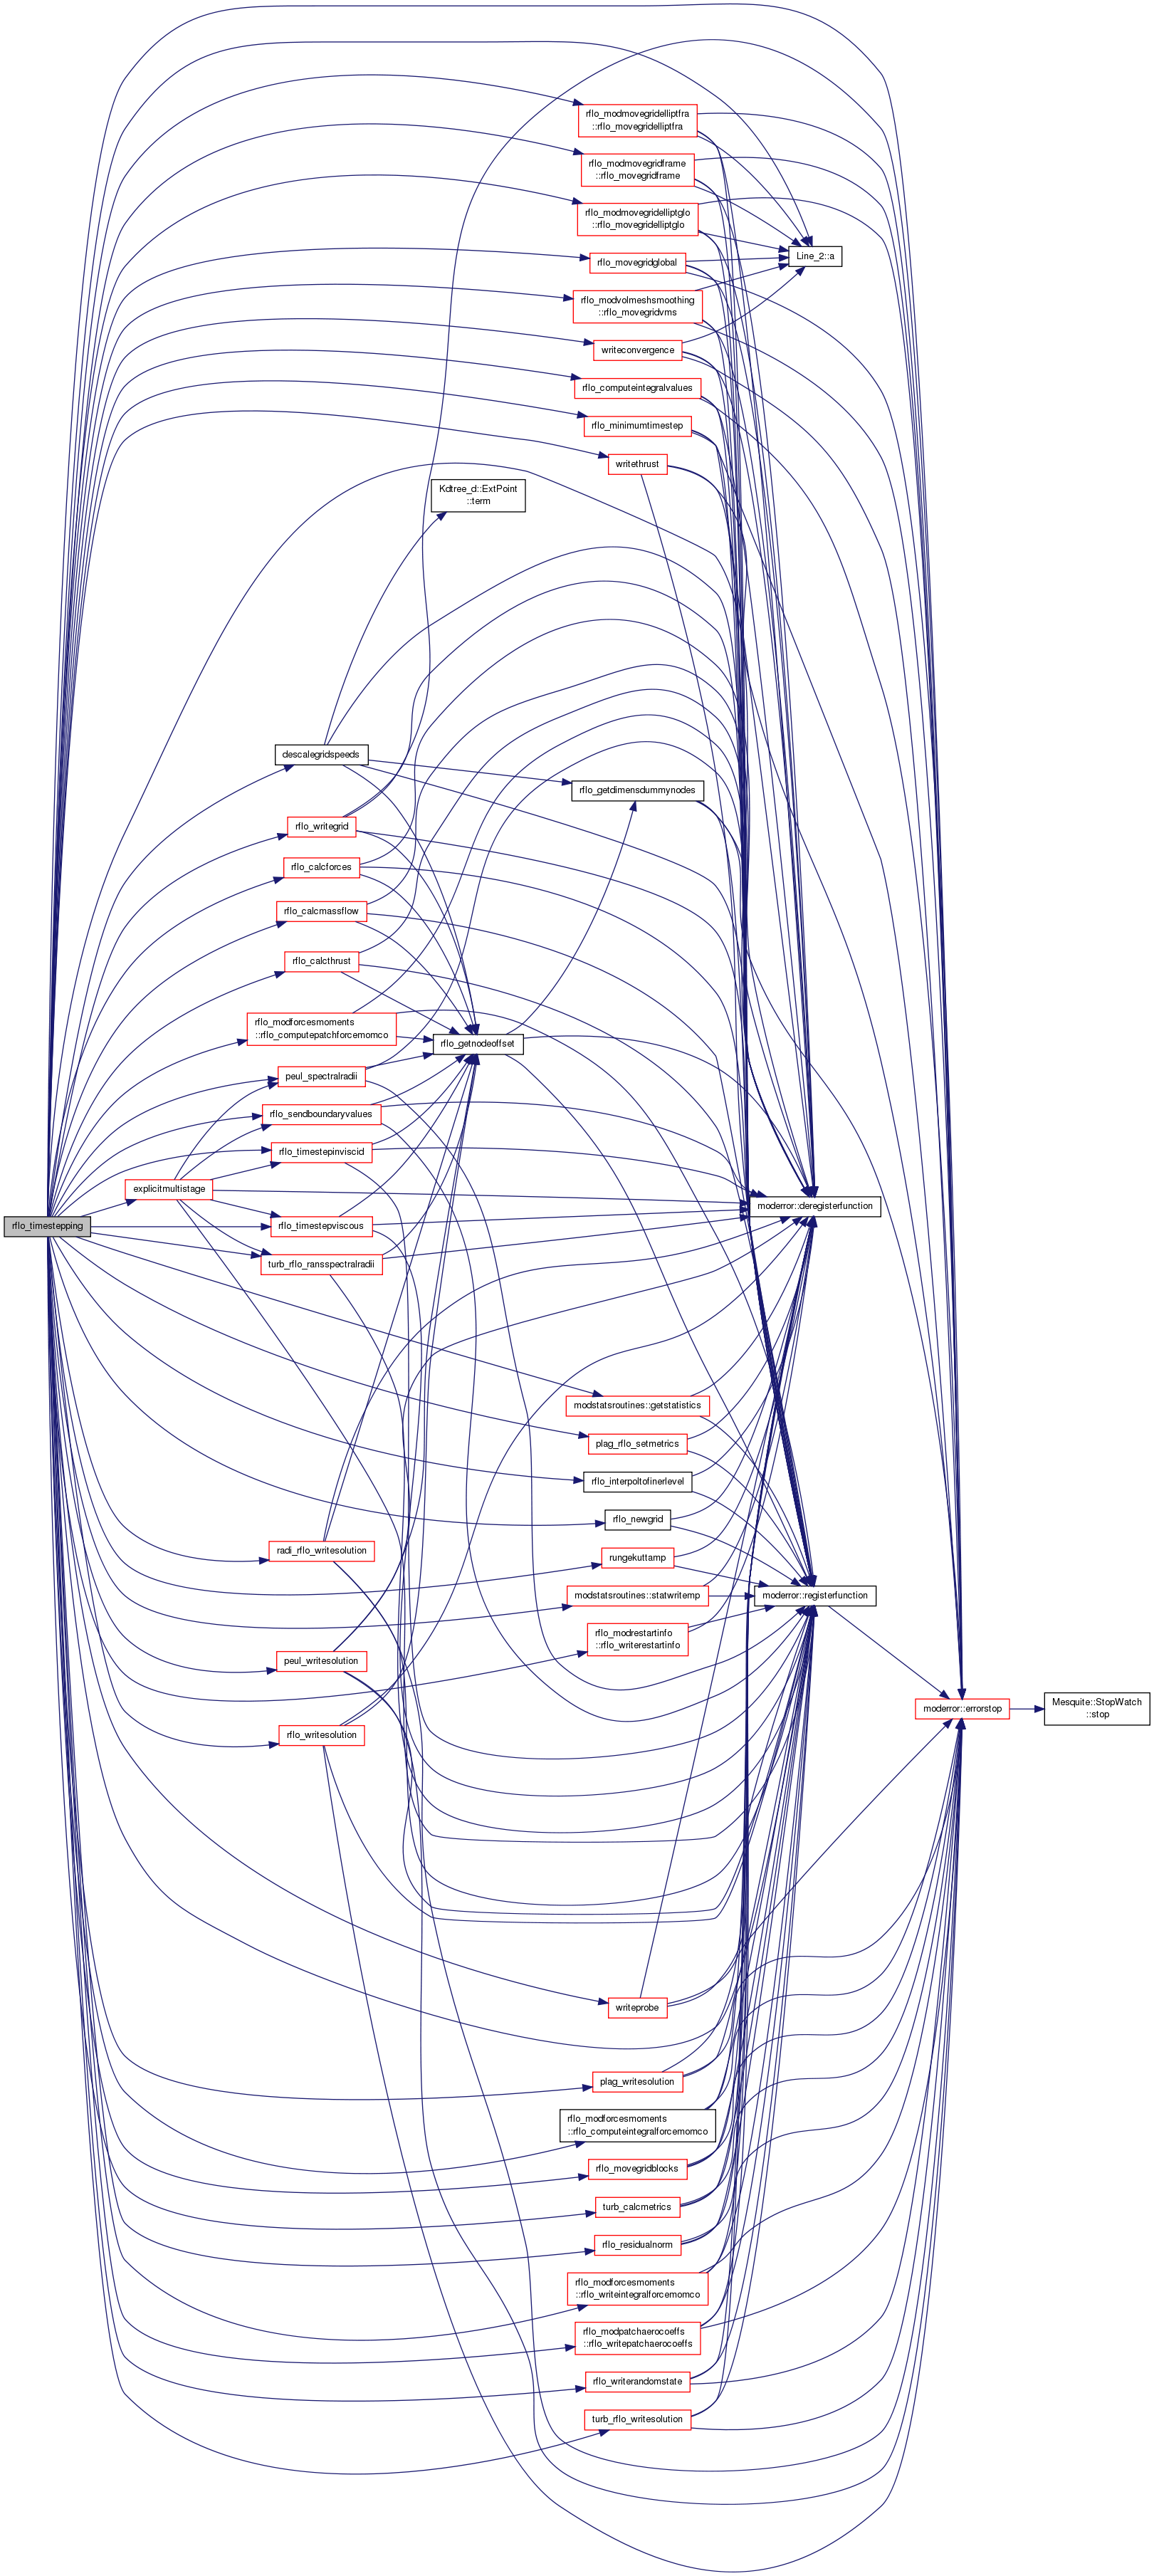 rflo_modmovegridelliptfra
::rflo_movegridelliptfra
rflo_modmovegridframe
::rflo_movegridframe
rflo_modmovegridelliptglo
::rflo_movegridelliptglo
Line_2::a
rflo_movegridglobal
rflo_modvolmeshsmoothing
::rflo_movegridvms
writeconvergence
rflo_computeintegralvalues
rflo_minimumtimestep
writethrust
Kdtree_d::ExtPoint
::term
descalegridspeeds
rflo_getdimensdummynodes
rflo_writegrid
rflo_calcforces
rflo_calcmassflow
rflo_calcthrust
rflo_modforcesmoments
::rflo_computepatchforcemomco
rflo_getnodeoffset
peul_spectralradii
rflo_sendboundaryvalues
rflo_timestepinviscid
explicitmultistage
moderror::deregisterfunction
rflo_timestepping
rflo_timestepviscous
turb_rflo_ransspectralradii
modstatsroutines::getstatistics
plag_rflo_setmetrics
rflo_interpoltofinerlevel
rflo_newgrid
radi_rflo_writesolution
rungekuttamp
modstatsroutines::statwritemp
moderror::registerfunction
rflo_modrestartinfo
::rflo_writerestartinfo
peul_writesolution
moderror::errorstop
Mesquite::StopWatch
::stop
rflo_writesolution
writeprobe
plag_writesolution
rflo_modforcesmoments
::rflo_computeintegralforcemomco
rflo_movegridblocks
turb_calcmetrics
rflo_residualnorm
rflo_modforcesmoments
::rflo_writeintegralforcemomco
rflo_modpatchaerocoeffs
::rflo_writepatchaerocoeffs
rflo_writerandomstate
turb_rflo_writesolution